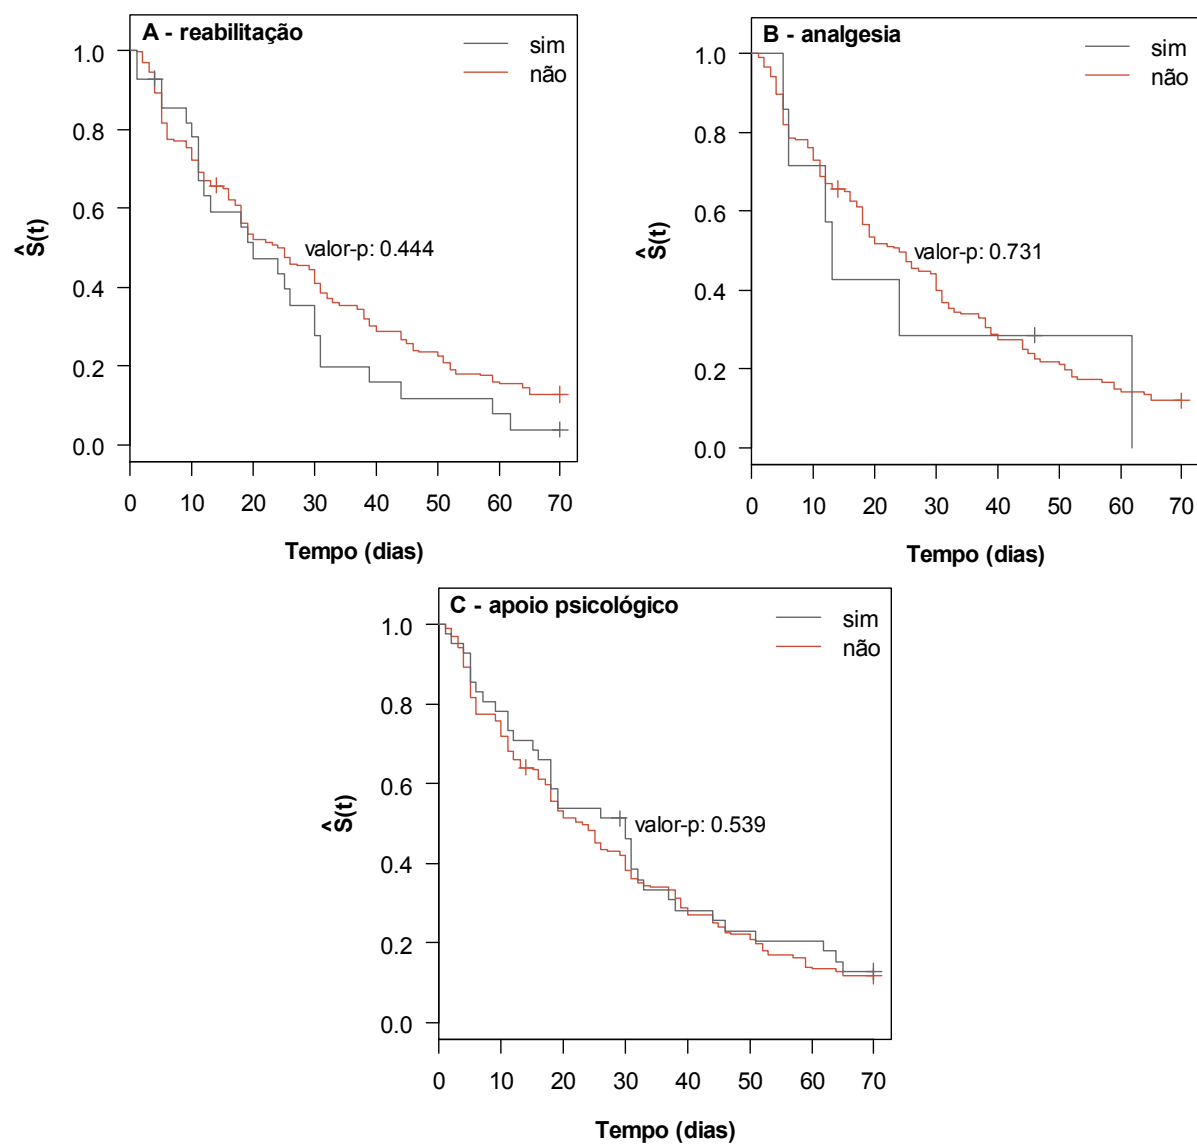 A - reabilitação
sim
não
1.0
0.8
0.6
0.4
0.2
0.0
Ŝ(t)
valor-p: 0.444
0 10 20 30 40 50 60 70
Tempo (dias)
B - analgesia
sim
não
1.0
0.8
0.6
0.4
0.2
0.0
Ŝ(t)
valor-p: 0.731
0 10 20 30 40 50 60 70
Tempo (dias)
C - apoio psicológico
sim
não
1.0
0.8
0.6
0.4
0.2
0.0
Ŝ(t)
valor-p: 0.539
0 10 20 30 40 50 60 70
Tempo (dias)